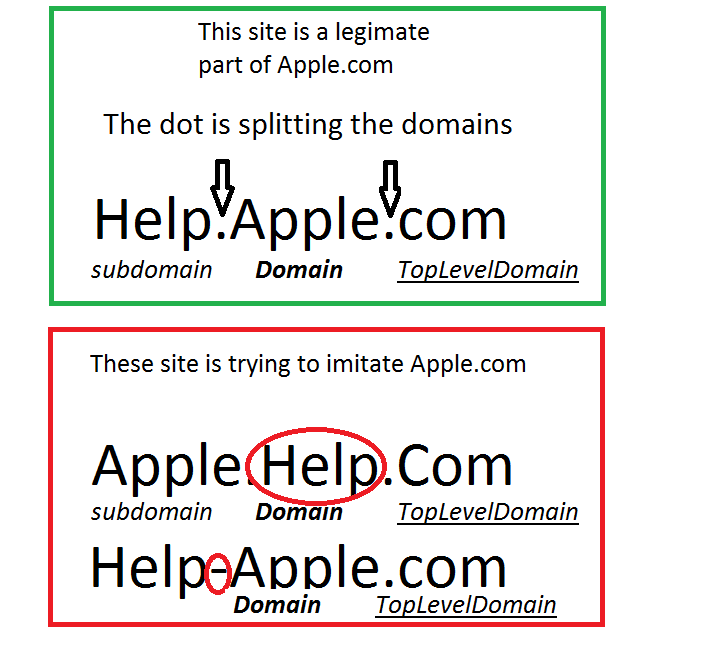 This site is a legimate
part of Apple.com
The dot is splitting the domains
Help.Apple.com
subdomain Domain TopLevelDomain
These site is trying to imitate Apple.com
Apple.Help.Com
subdomain Domain TopLevelDomain
Help-Apple.com
Domain TopLevelDomain